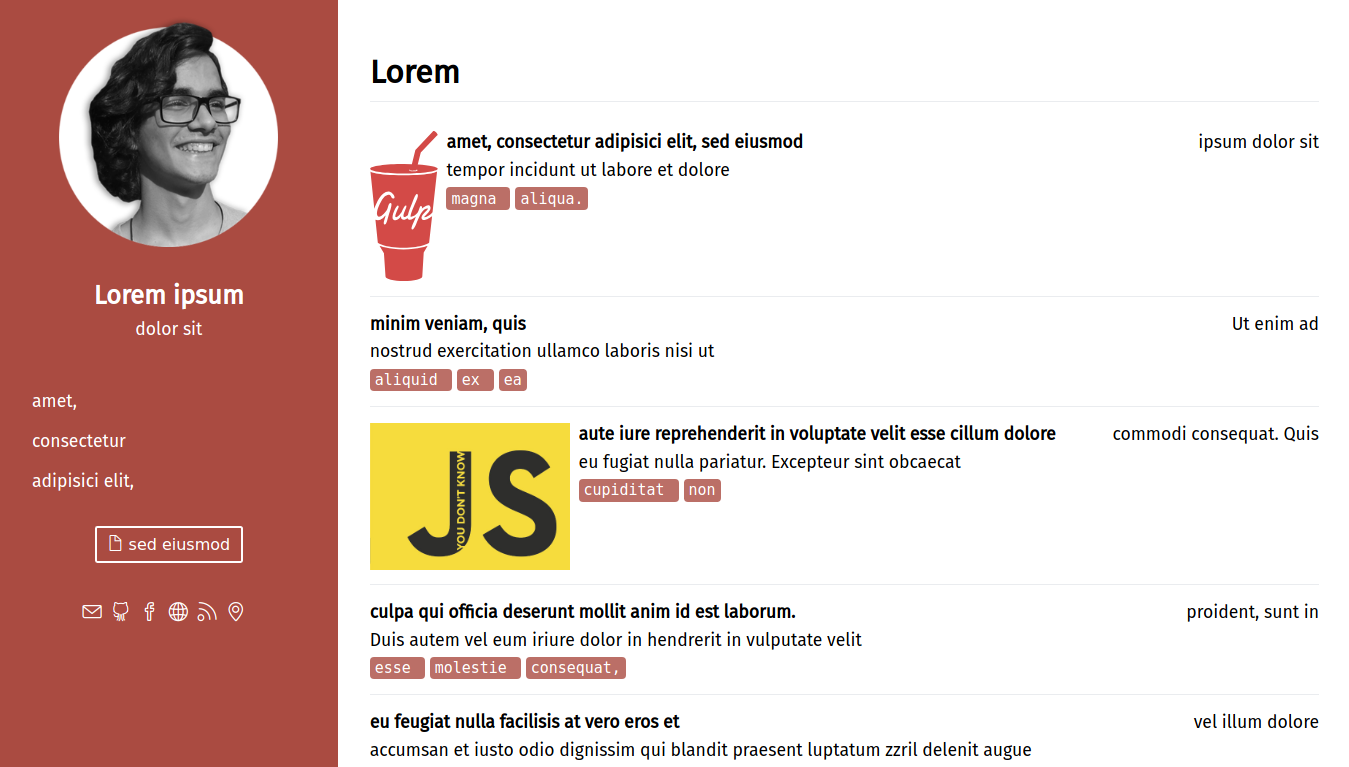 Lorem ipsum
dolor sit
amet,
consectetur
adipisici elit,
sed eiusmod
Lorem
Gulp
amet, consectetur adipisici elit, sed eiusmod
ipsum dolor sit
tempor incidunt ut labore et dolore
magna aliqua.
minim veniam, quis
Ut enim ad
nostrud exercitation ullamco laboris nisi ut
aliquid ex ea
JS
YOU DON'T KNOW
aute iure reprehenderit in voluptate velit esse cillum dolore
commodi consequat. Quis
eu fugiat nulla pariatur. Excepteur sint obcaecat
cupiditat non
culpa qui officia deserunt mollit anim id est laborum.
proident, sunt in
Duis autem vel eum iriure dolor in hendrerit in vulputate velit
esse molestie consequat,
eu feugiat nulla facilisis at vero eros et
vel illum dolore
accumsan et iusto odio dignissim qui blandit praesent luptatum zzril delenit augue